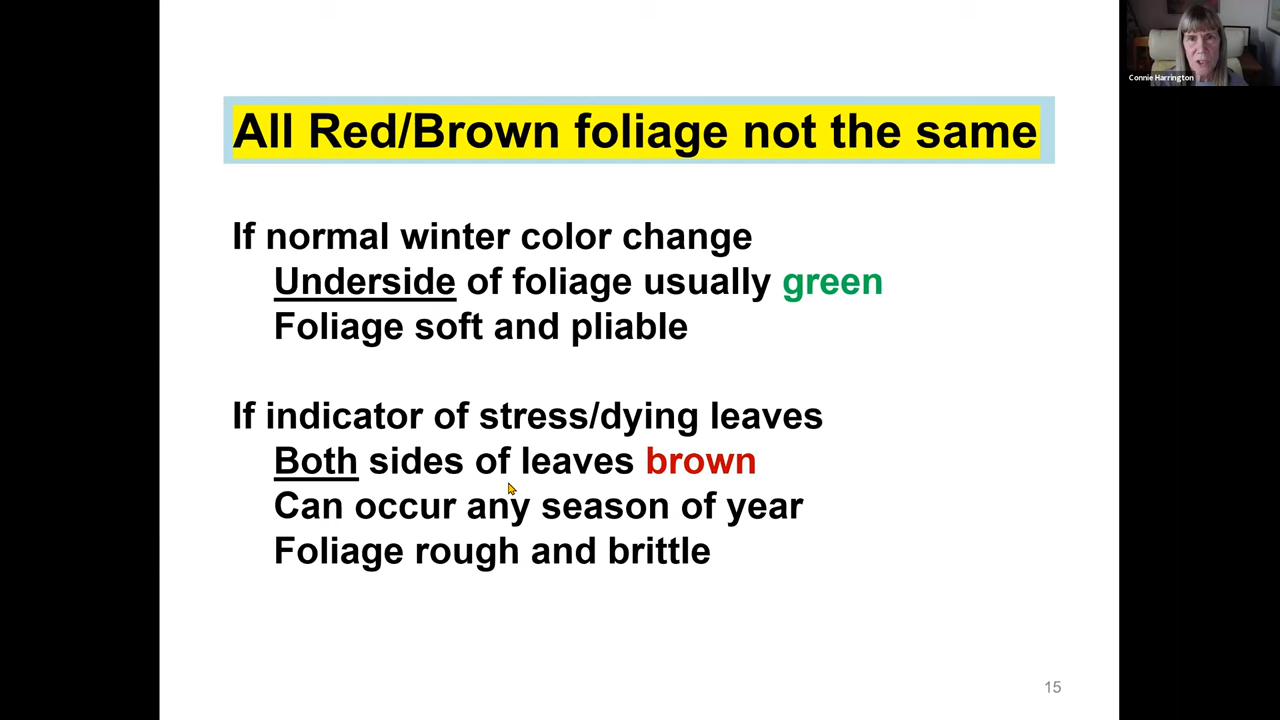 Connie Harrington
All Red/Brown foliage not the same
If normal winter color change
Underside of foliage usually green
Foliage soft and pliable
If indicator of stress/dying leaves
Both sides of leaves brown
Can occur any season of year
Foliage rough and brittle
15